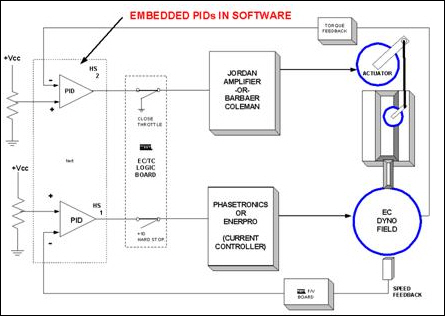 EMBEDDED PIDs IN SOFTWARE
TORQUE
FEEDBACK
+Vcc
HS
2
-
PID
+
ACTUATOR
JORDAN
AMPLIFIER
-OR-
BARBAER
COLEMAN
CLOSE
THROTTLE
EC/TC
LOGIC
BOARD
+Vcc
+
PID
HS
1
-
+10
HARD STOP
PHASETRONICS
OR
ENERPRO
(CURRENT
CONTROLLER)
EC
DYNO
FIELD
F/V
BOARD
SPEED
FEEDBACK